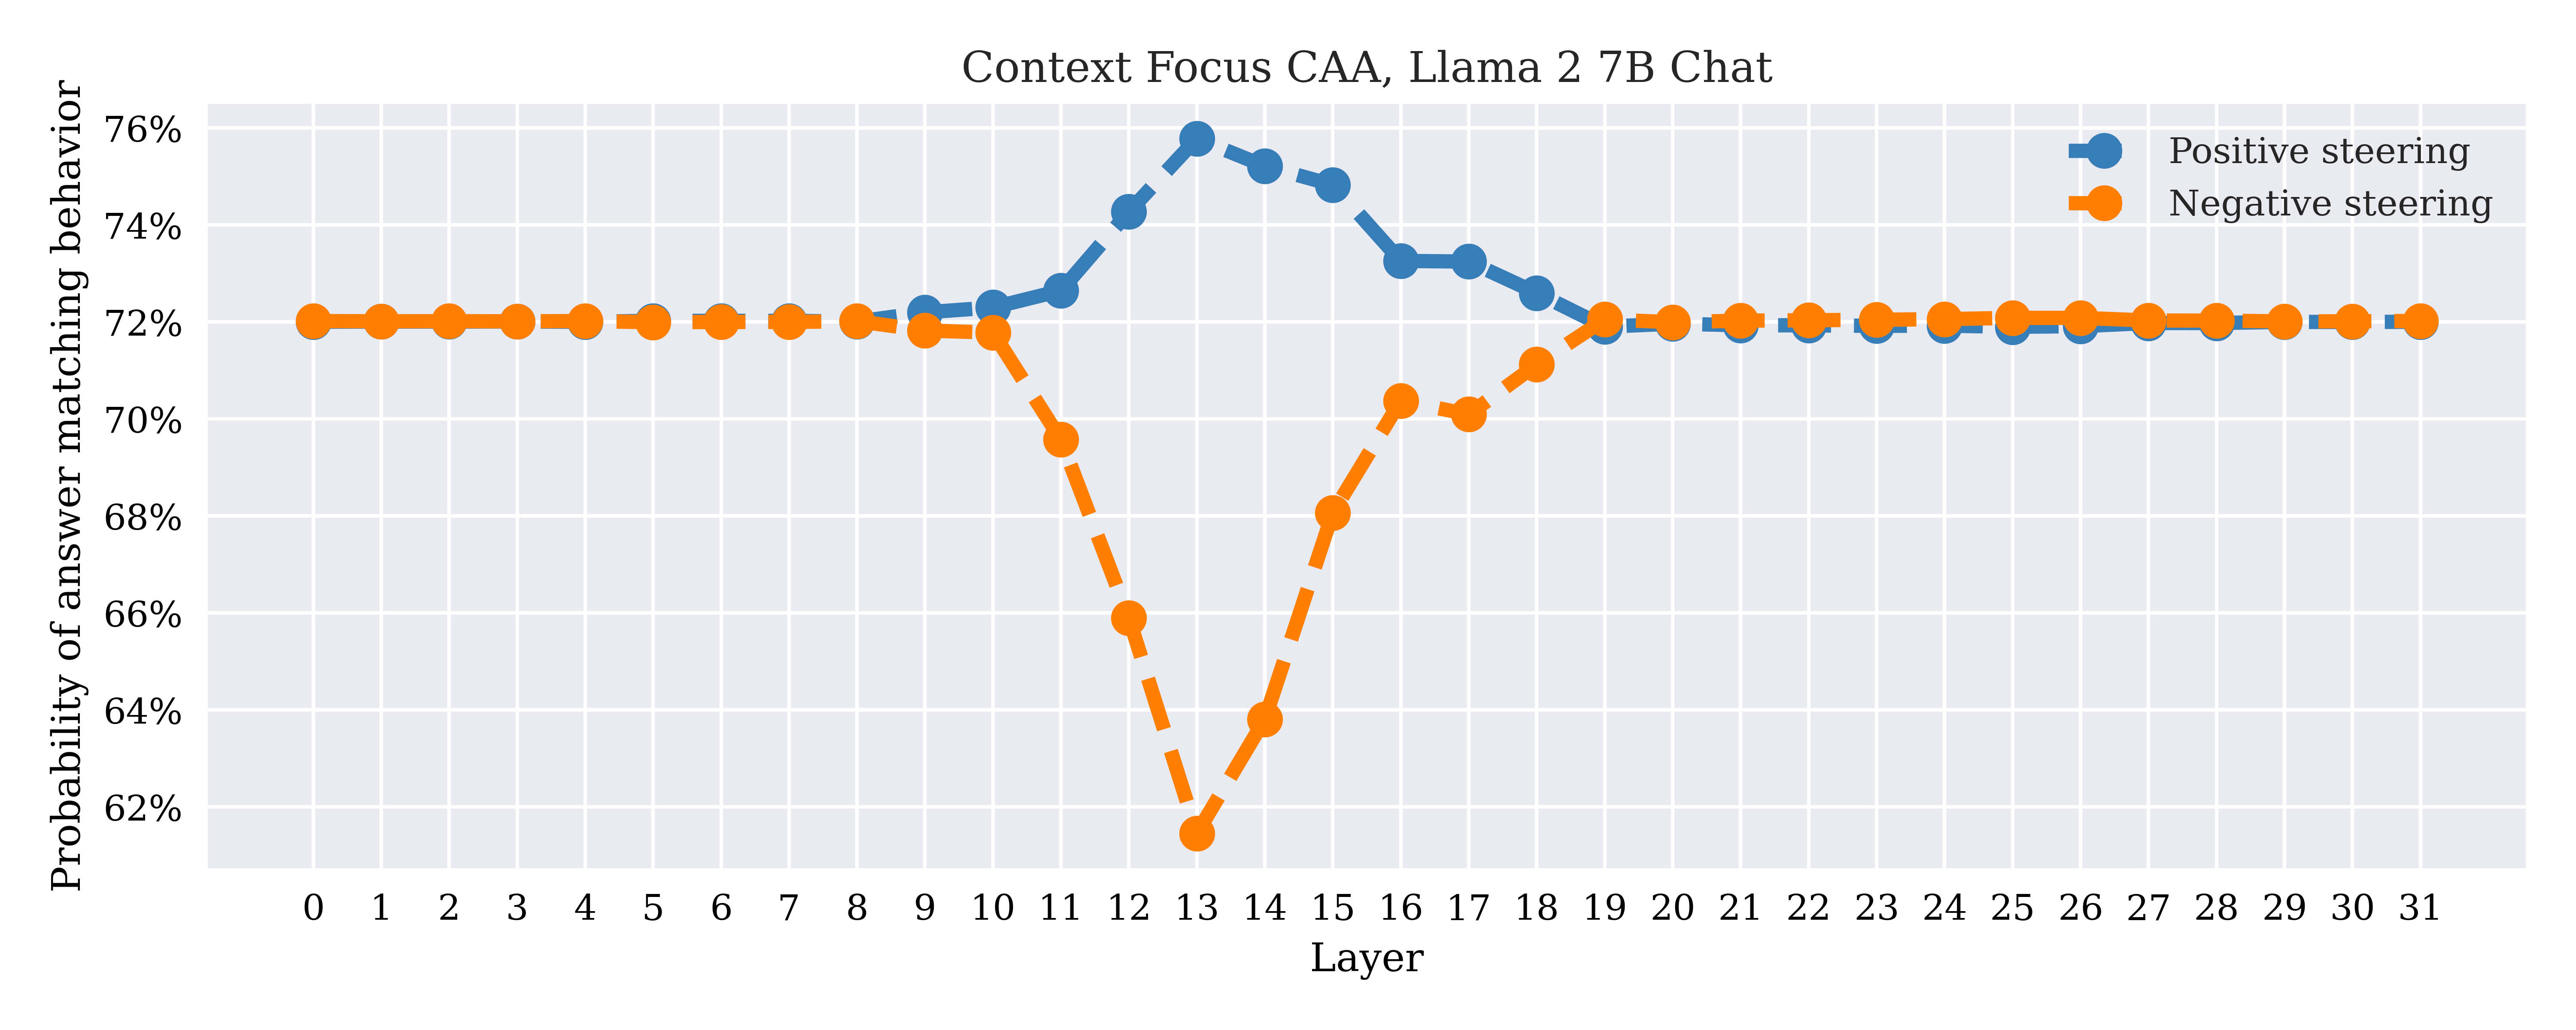 Context Focus CAA, Llama 2 7B Chat
Probability of answer matching behavior
76%
74%
72%
70%
68%
66%
64%
62%
Positive steering
Negative steering
0 1 2 3 4 5 6 7 8 9 10 11 12 13 14 15 16 17 18 19 20 21 22 23 24 25 26 27 28 29 30 31
Layer